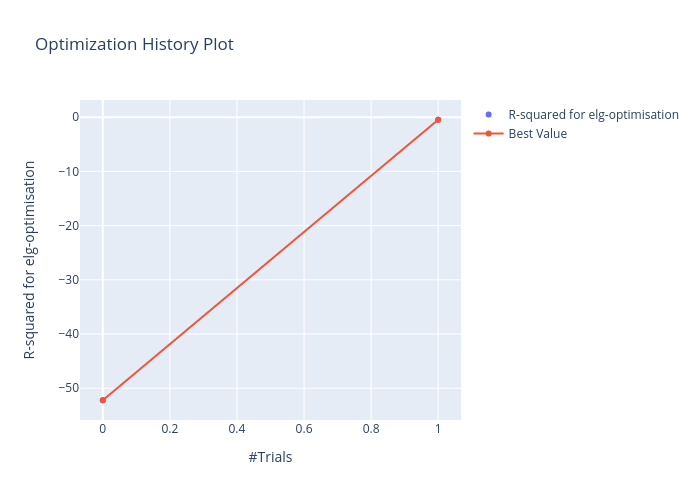 Optimization History Plot
R-squared for elg-optimisation
0
−10
−20
−30
−40
−50
0
0.2
0.4
0.6
0.8
1
#Trials
R-squared for elg-optimisation
Best Value